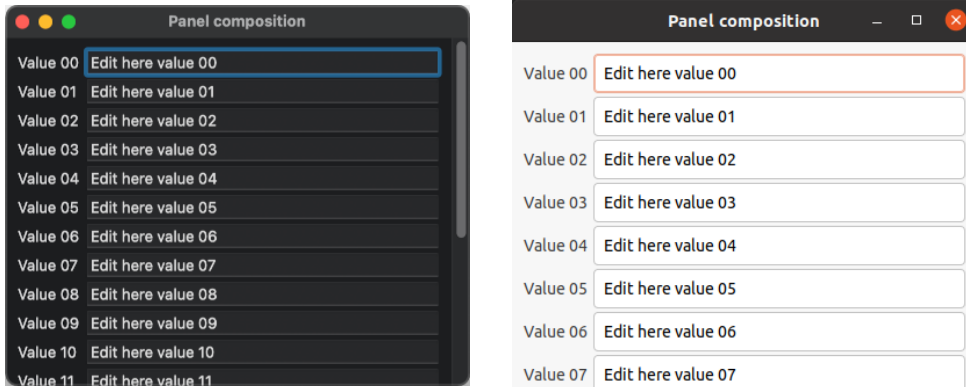 Panel composition
Value 00 Edit here value 00
Value 01 Edit here value 01
Value 02 Edit here value 02
Value 03 Edit here value 03
Value 04 Edit here value 04
Value 05 Edit here value 05
Value 06 Edit here value 06
Value 07 Edit here value 07
Value 08 Edit here value 08
Value 09 Edit here value 09
Value 10 Edit here value 10
Value 11 Edit here value 11
Panel composition
Value 00 Edit here value 00
Value 01 Edit here value 01
Value 02 Edit here value 02
Value 03 Edit here value 03
Value 04 Edit here value 04
Value 05 Edit here value 05
Value 06 Edit here value 06
Value 07 Edit here value 07